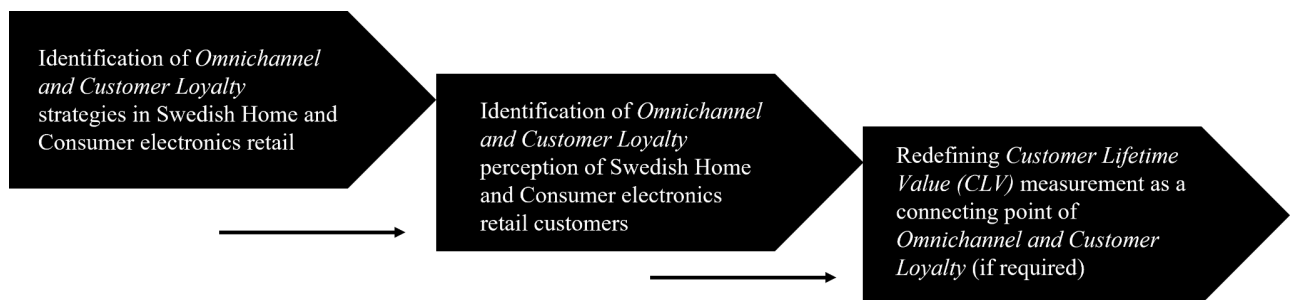 Identification of Omnichannel
and Customer Loyalty
strategies in Swedish Home and
Consumer electronics retail
Identification of Omnichannel
and Customer Loyalty
perception of Swedish Home
and Consumer electronics
retail customers
Redefining Customer Lifetime
Value (CLV) measurement as a
connecting point of
Omnichannel and Customer
Loyalty (if required)